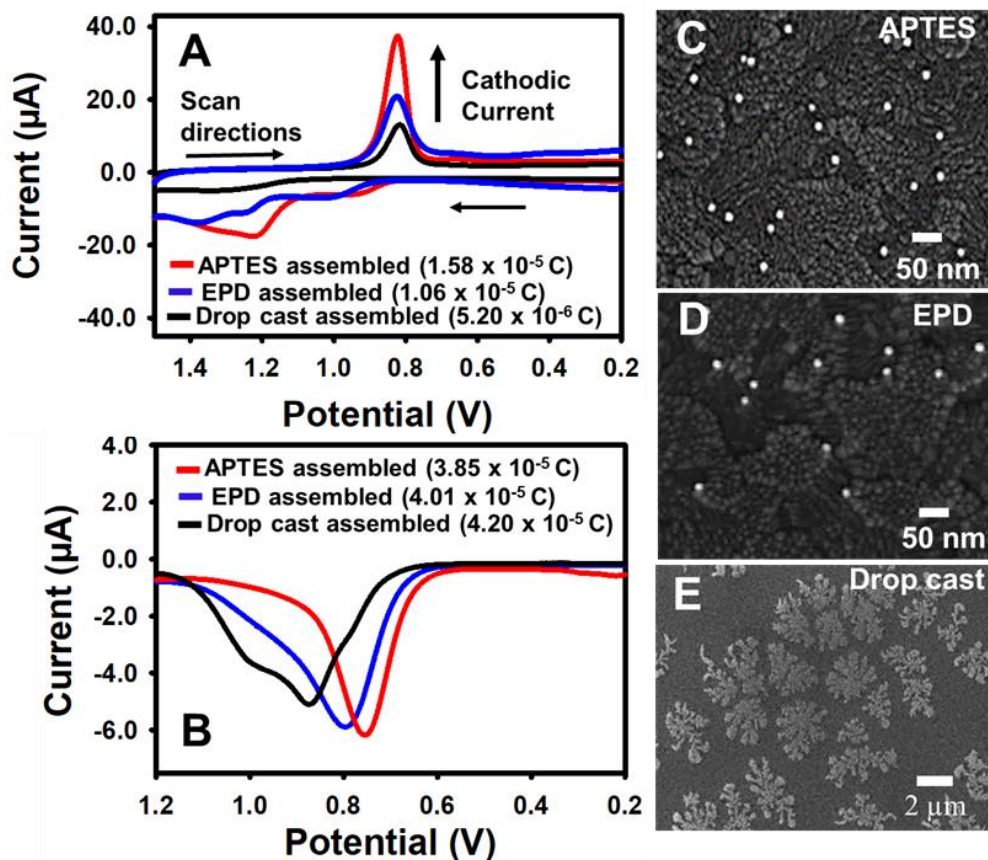 A
Current (µA)
40.0
20.0
0.0
-20.0
-40.0
Scan
directions
Cathodic
Current
APTES assembled (1.58 x 10⁻⁵ C)
EPD assembled (1.06 x 10⁻⁵ C)
Drop cast assembled (5.20 x 10⁻⁶ C)
1.4 1.2 1.0 0.8 0.6 0.4 0.2
Potential (V)
B
Current (µA)
4.0
2.0
0.0
-2.0
-4.0
-6.0
APTES assembled (3.85 x 10⁻⁵ C)
EPD assembled (4.01 x 10⁻⁵ C)
Drop cast assembled (4.20 x 10⁻⁵ C)
1.2 1.0 0.8 0.6 0.4 0.2
Potential (V)
C APTES
50 nm
D EPD
50 nm
E Drop cast
2 µm